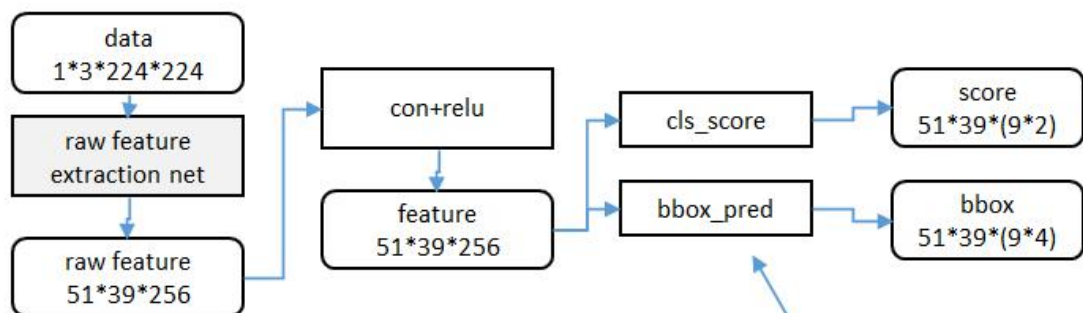 data
1*3*224*224
raw feature
extraction net
raw feature
51*39*256
con+relu
feature
51*39*256
cls_score
bbox_pred
score
51*39*(9*2)
bbox
51*39*(9*4)